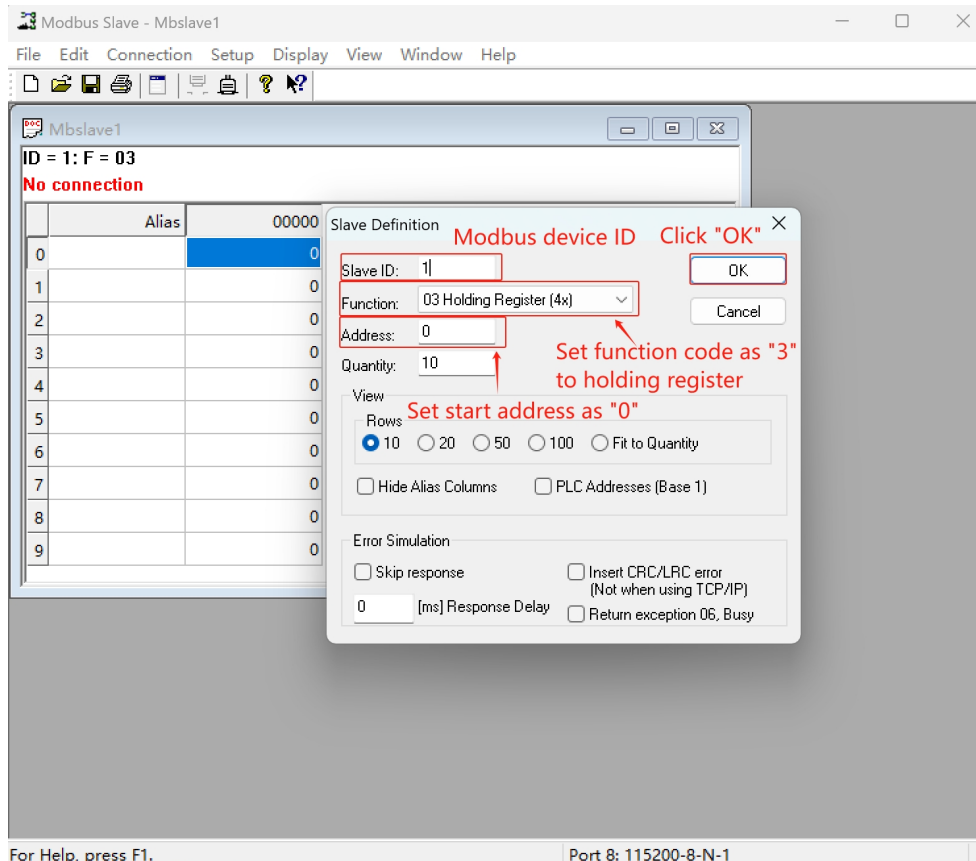 Modbus Slave - Mbslave1
File Edit Connection Setup Display View Window Help
Mbslave1
ID = 1: F = 03
No connection
Alias 00000
0 0
1 0
2 0
3 0
4 0
5 0
6 0
7 0
8 0
9 0
Slave Definition
Modbus device ID
Click "OK"
Slave ID: 1
OK
Function: 03 Holding Register (4x)
Cancel
Address: 0
Set function code as "3"
to holding register
Quantity: 10
Set start address as "0"
View
Rows
10 20 50 100 Fit to Quantity
Hide Alias Columns PLC Addresses (Base 1)
Error Simulation
Skip response
Insert CRC/LRC error
(Not when using TCP/IP)
0 [ms] Response Delay
Return exception 06, Busy
For Help, press F1.
Port 8: 115200-8-N-1